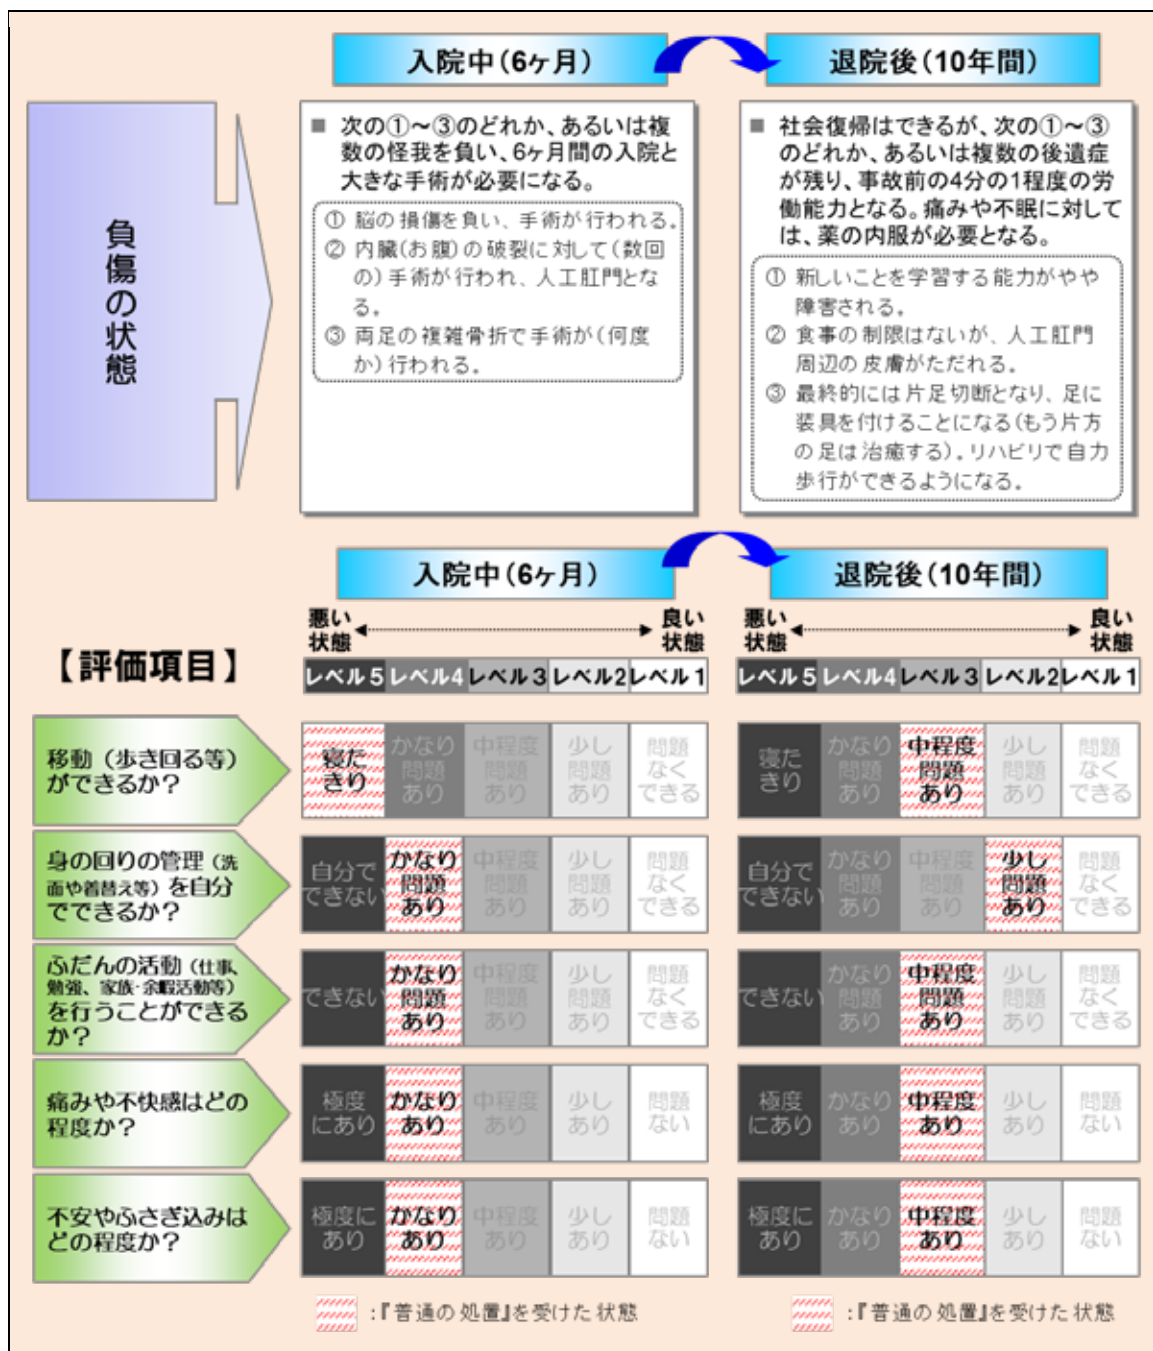 入院中(6ヶ月)
退院後(10年間)
負傷の状態
■ 次の①～③のどれか、あるいは複
数の怪我を負い、6ヶ月間の入院と
大きな手術が必要になる。
① 脳の損傷を負い、手術が行われる。
② 内臓(お腹)の破裂に対して(数回
の)手術が行われ、人工肛門とな
る。
③ 両足の複雑骨折で手術が(何度
か)行われる。
■ 社会復帰はできるが、次の①～③
のどれか、あるいは複数の後遺症
が残り、事故前の4分の1程度の労
働能力となる。痛みや不眠に対して
は、薬の内服が必要となる。
① 新しいことを学習する能力がやや
障害される。
② 食事の制限はないが、人工肛門
周辺の皮膚がただれる。
③ 最終的には片足切断となり、足に
装具を付けることになる(もう片方
の足は治癒する)。リハビリで自力
歩行ができるようになる。
入院中(6ヶ月)
退院後(10年間)
【評価項目】
悪い
状態
良い
状態
悪い
状態
良い
状態
レベル5 レベル4 レベル3 レベル2 レベル1
レベル5 レベル4 レベル3 レベル2 レベル1
移動(歩き回る等)
ができるか?
寝た
きり
かなり
問題
あり
中程度
問題
あり
少し
問題
あり
問題
なく
できる
寝た
きり
かなり
問題
あり
中程度
問題
あり
少し
問題
あり
問題
なく
できる
身の回りの管理(洗
面や着替え等)を自分
でできるか?
自分で
できない
かなり
問題
あり
中程度
問題
あり
少し
問題
あり
問題
なく
できる
自分で
できない
かなり
問題
あり
中程度
問題
あり
少し
問題
あり
問題
なく
できる
ふだんの活動(仕事、
勉強、家族・余暇活動等)
を行うことができる
か?
できない
かなり
問題
あり
中程度
問題
あり
少し
問題
あり
問題
なく
できる
できない
かなり
問題
あり
中程度
問題
あり
少し
問題
あり
問題
なく
できる
痛みや不快感はどの
程度か?
極度
にあり
かなり
あり
中程度
あり
少し
あり
問題
ない
極度
にあり
かなり
あり
中程度
あり
少し
あり
問題
ない
不安やふさぎ込みは
どの程度か?
極度に
あり
かなり
あり
中程度
あり
少し
あり
問題
ない
極度に
あり
かなり
あり
中程度
あり
少し
あり
問題
ない
:『普通の処置』を受けた状態
:『普通の処置』を受けた状態